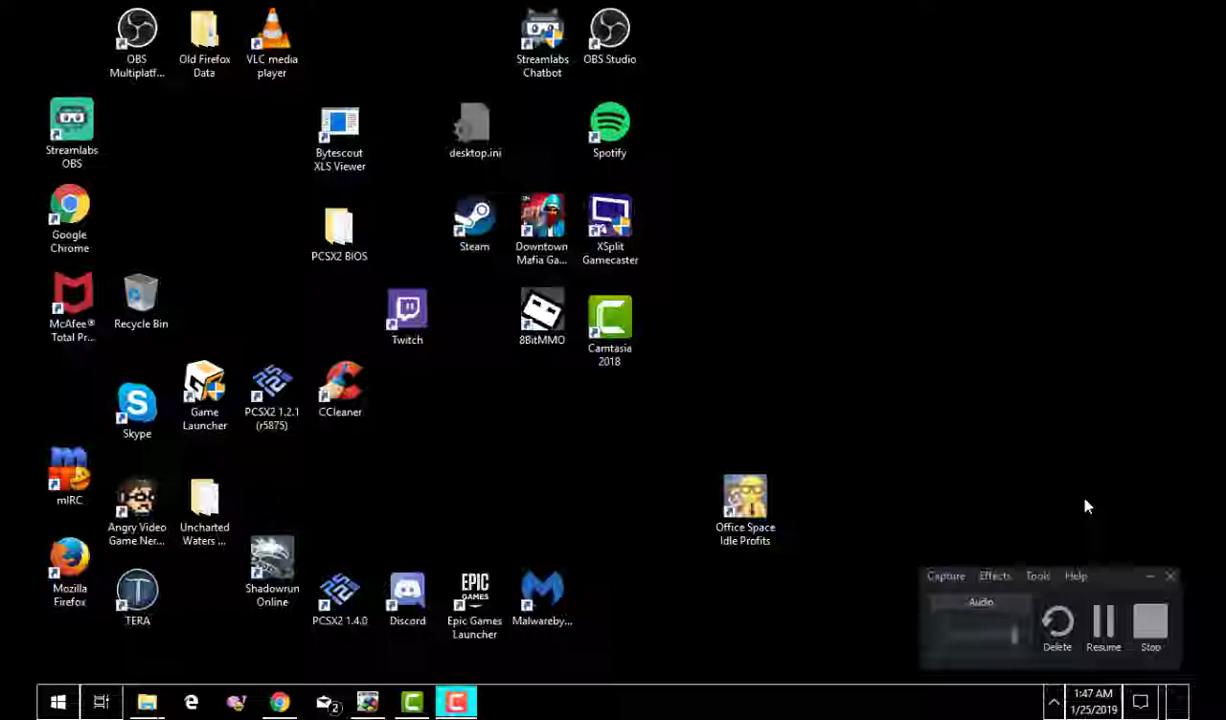 OBS
Multiplatf...
Old Firefox
Data
VLC media
player
Streamlabs
Chatbot
OBS Studio
Streamlabs
OBS
Bytescout
XLS Viewer
desktop.ini
Spotify
Google
Chrome
PCSX2 BIOS
Steam
Downtown
Mafia Ga...
XSplit
Gamecaster
McAfee®
Total Pr...
Recycle Bin
Twitch
8BitMMO
Camtasia
2018
Skype
Game
Launcher
PCSX2 1.2.1
(r5875)
CCleaner
mIRC
Angry Video
Game Ner...
Uncharted
Waters ...
Office Space
Idle Profits
Mozilla
Firefox
TERA
Shadowrun
Online
PCSX2 1.4.0
Discord
EPIC
GAMES
Epic Games
Launcher
Malwareby...
Capture Effects Tools Help
Audio
Delete Resume Stop
2
1:47 AM
1/25/2019